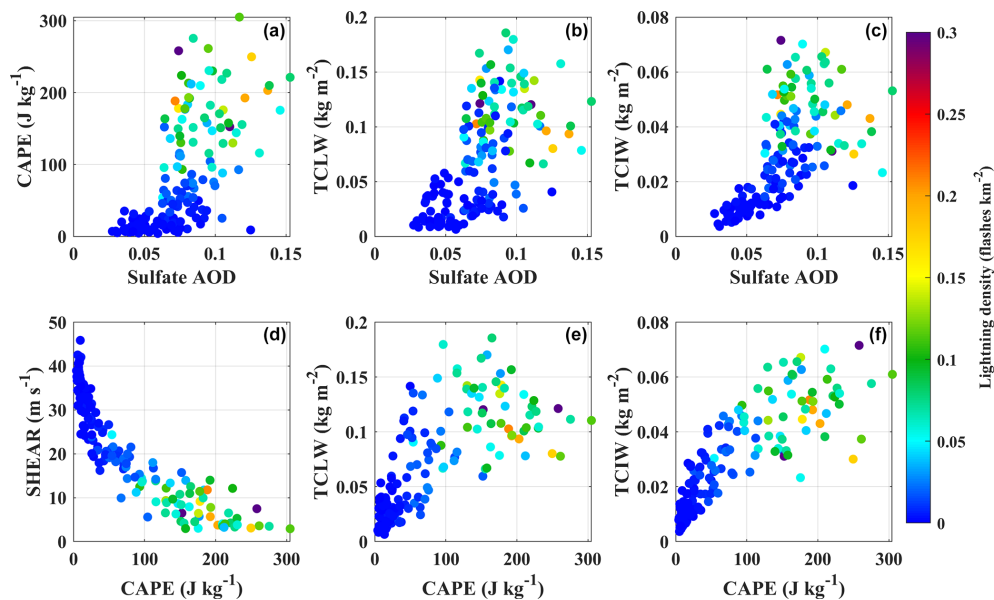 (a)
300
200
100
0
CAPE (J kg⁻¹)
0 0.05 0.1 0.15
Sulfate AOD
(b)
0.2
0.15
0.1
0.05
0
TCLW (kg m⁻²)
0 0.05 0.1 0.15
Sulfate AOD
(c)
0.08
0.06
0.04
0.02
0
TCIW (kg m⁻²)
0 0.05 0.1 0.15
Sulfate AOD
(d)
50
40
30
20
10
0
SHEAR (m s⁻¹)
0 100 200 300
CAPE (J kg⁻¹)
(e)
0.2
0.15
0.1
0.05
0
TCLW (kg m⁻²)
0 100 200 300
CAPE (J kg⁻¹)
(f)
0.08
0.06
0.04
0.02
0
TCIW (kg m⁻²)
0 100 200 300
CAPE (J kg⁻¹)
0.3
0.25
0.2
0.15
0.1
0.05
0
Lightning density (flashes km⁻²)